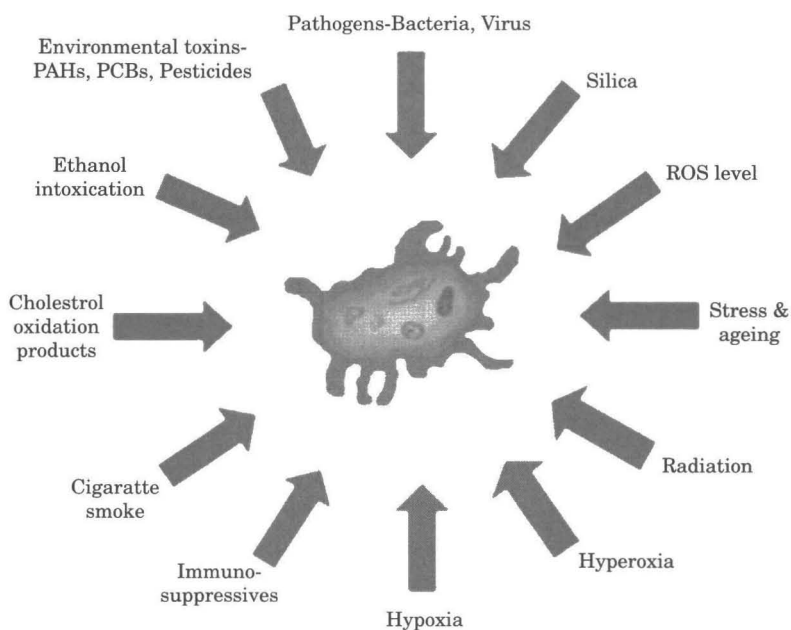 Pathogens-Bacteria, Virus
Environmental toxins-
PAHs, PCBs, Pesticides
Silica
Ethanol
intoxication
ROS level
Cholestrol
oxidation
products
Stress &
ageing
Cigaratte
smoke
Radiation
Immuno-
suppressives
Hyperoxia
Hypoxia